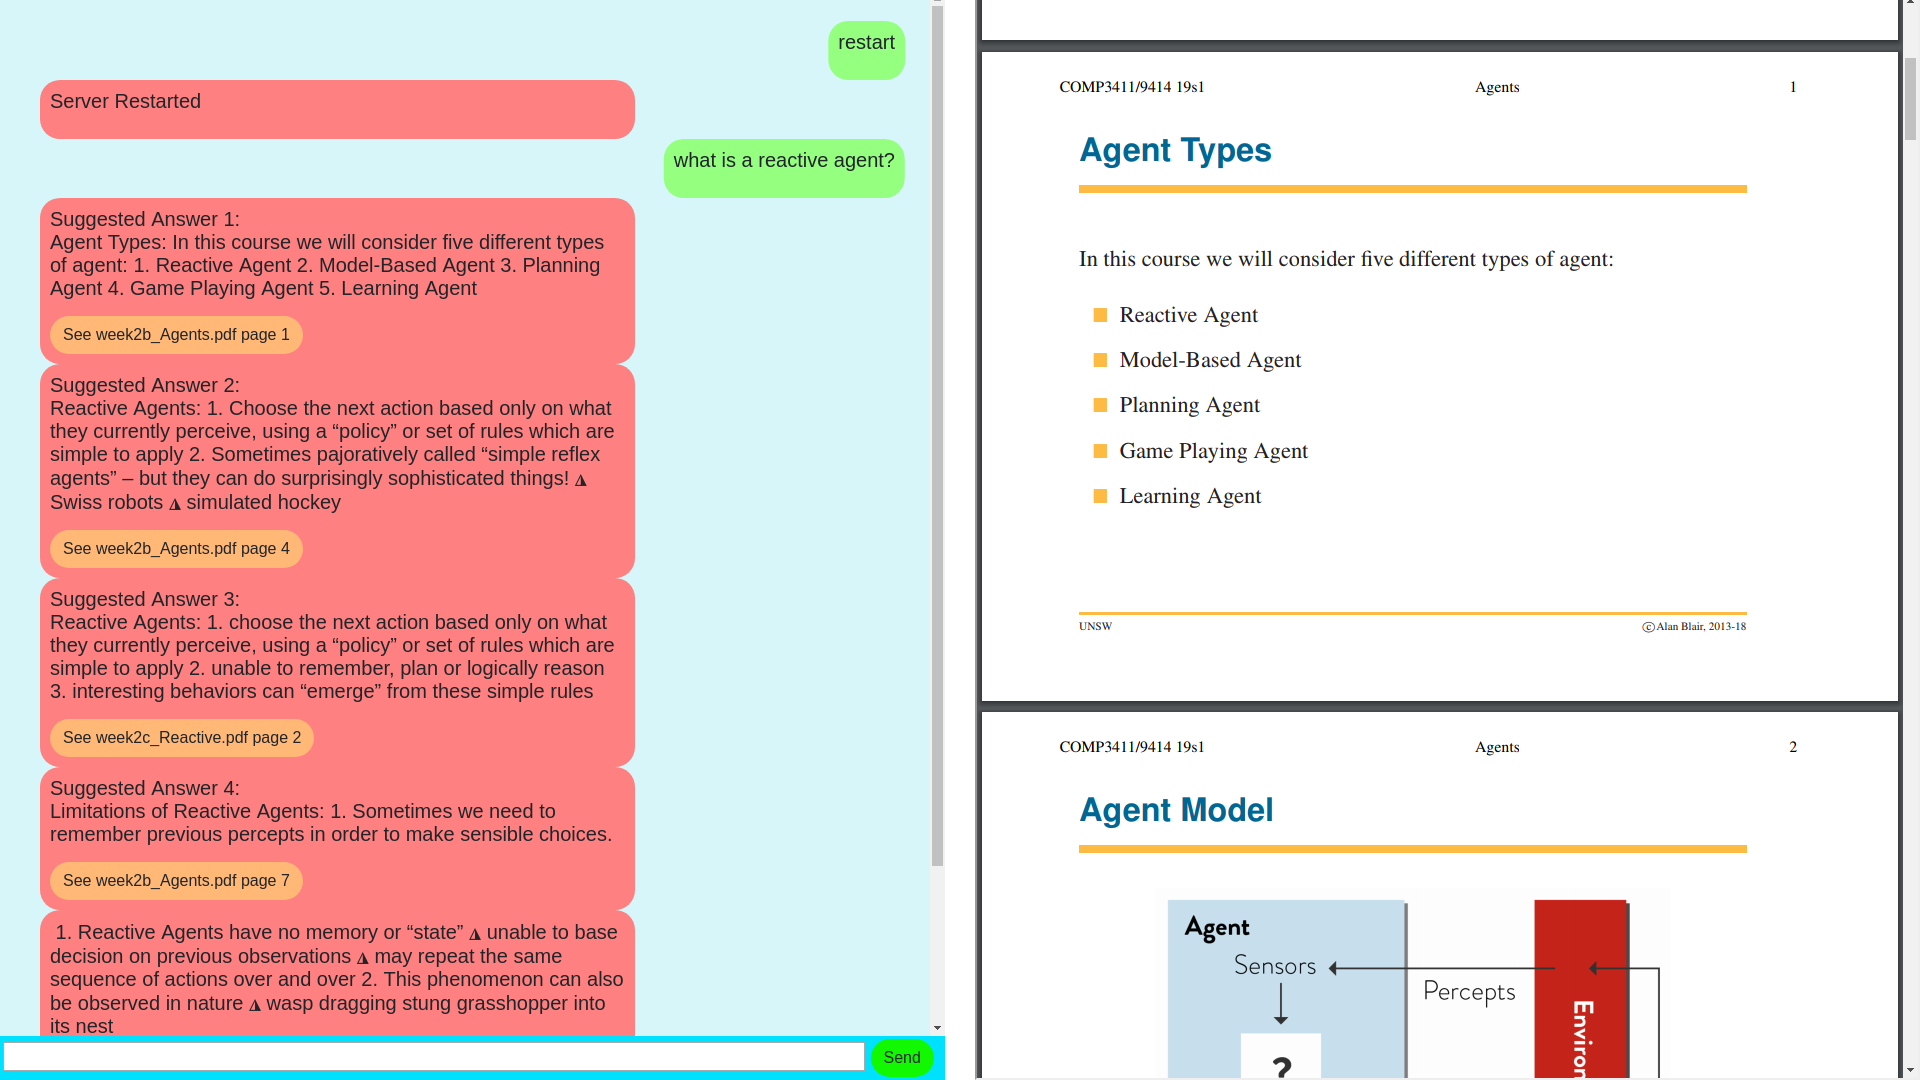 restart
Server Restarted
what is a reactive agent?
Suggested Answer 1:
Agent Types: In this course we will consider five different types
of agent: 1. Reactive Agent 2. Model-Based Agent 3. Planning
Agent 4. Game Playing Agent 5. Learning Agent
See week2b_Agents.pdf page 1
Suggested Answer 2:
Reactive Agents: 1. Choose the next action based only on what
they currently perceive, using a “policy” or set of rules which are
simple to apply 2. Sometimes pajoratively called “simple reflex
agents” – but they can do surprisingly sophisticated things! ◮
Swiss robots ◮ simulated hockey
See week2b_Agents.pdf page 4
Suggested Answer 3:
Reactive Agents: 1. choose the next action based only on what
they currently perceive, using a “policy” or set of rules which are
simple to apply 2. unable to remember, plan or logically reason
3. interesting behaviors can “emerge” from these simple rules
See week2c_Reactive.pdf page 2
Suggested Answer 4:
Limitations of Reactive Agents: 1. Sometimes we need to
remember previous percepts in order to make sensible choices.
See week2b_Agents.pdf page 7
1. Reactive Agents have no memory or “state” ◮ unable to base
decision on previous observations ◮ may repeat the same
sequence of actions over and over 2. This phenomenon can also
be observed in nature ◮ wasp dragging stung grasshopper into
its nest
Send
COMP3411/9414 19s1 Agents 1
Agent Types
In this course we will consider five different types of agent:
Reactive Agent
Model-Based Agent
Planning Agent
Game Playing Agent
Learning Agent
UNSW ©Alan Blair, 2013-18
COMP3411/9414 19s1 Agents 2
Agent Model
Agent
Sensors
Percepts
Environ
?